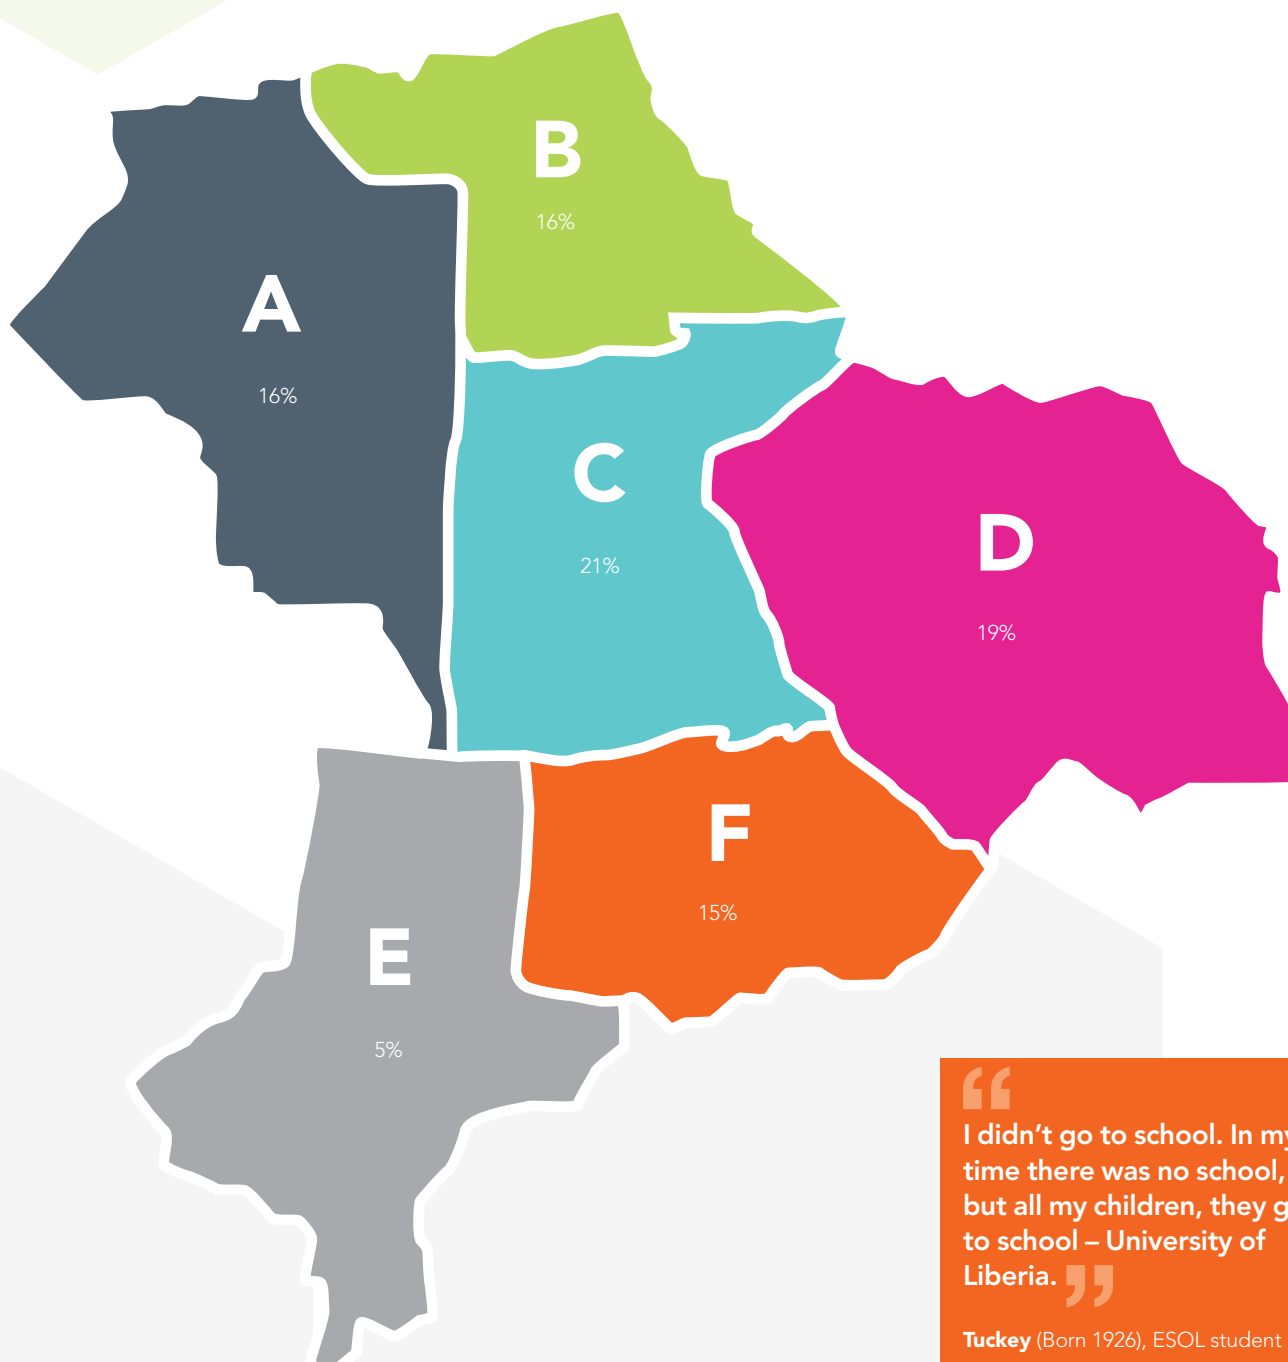 B
16%
A
16%
C
21%
D
19%
F
15%
E
5%
“
I didn’t go to school. In my
time there was no school,
but all my children, they g
to school – University of
Liberia. ”
Tuckey (Born 1926), ESOL student